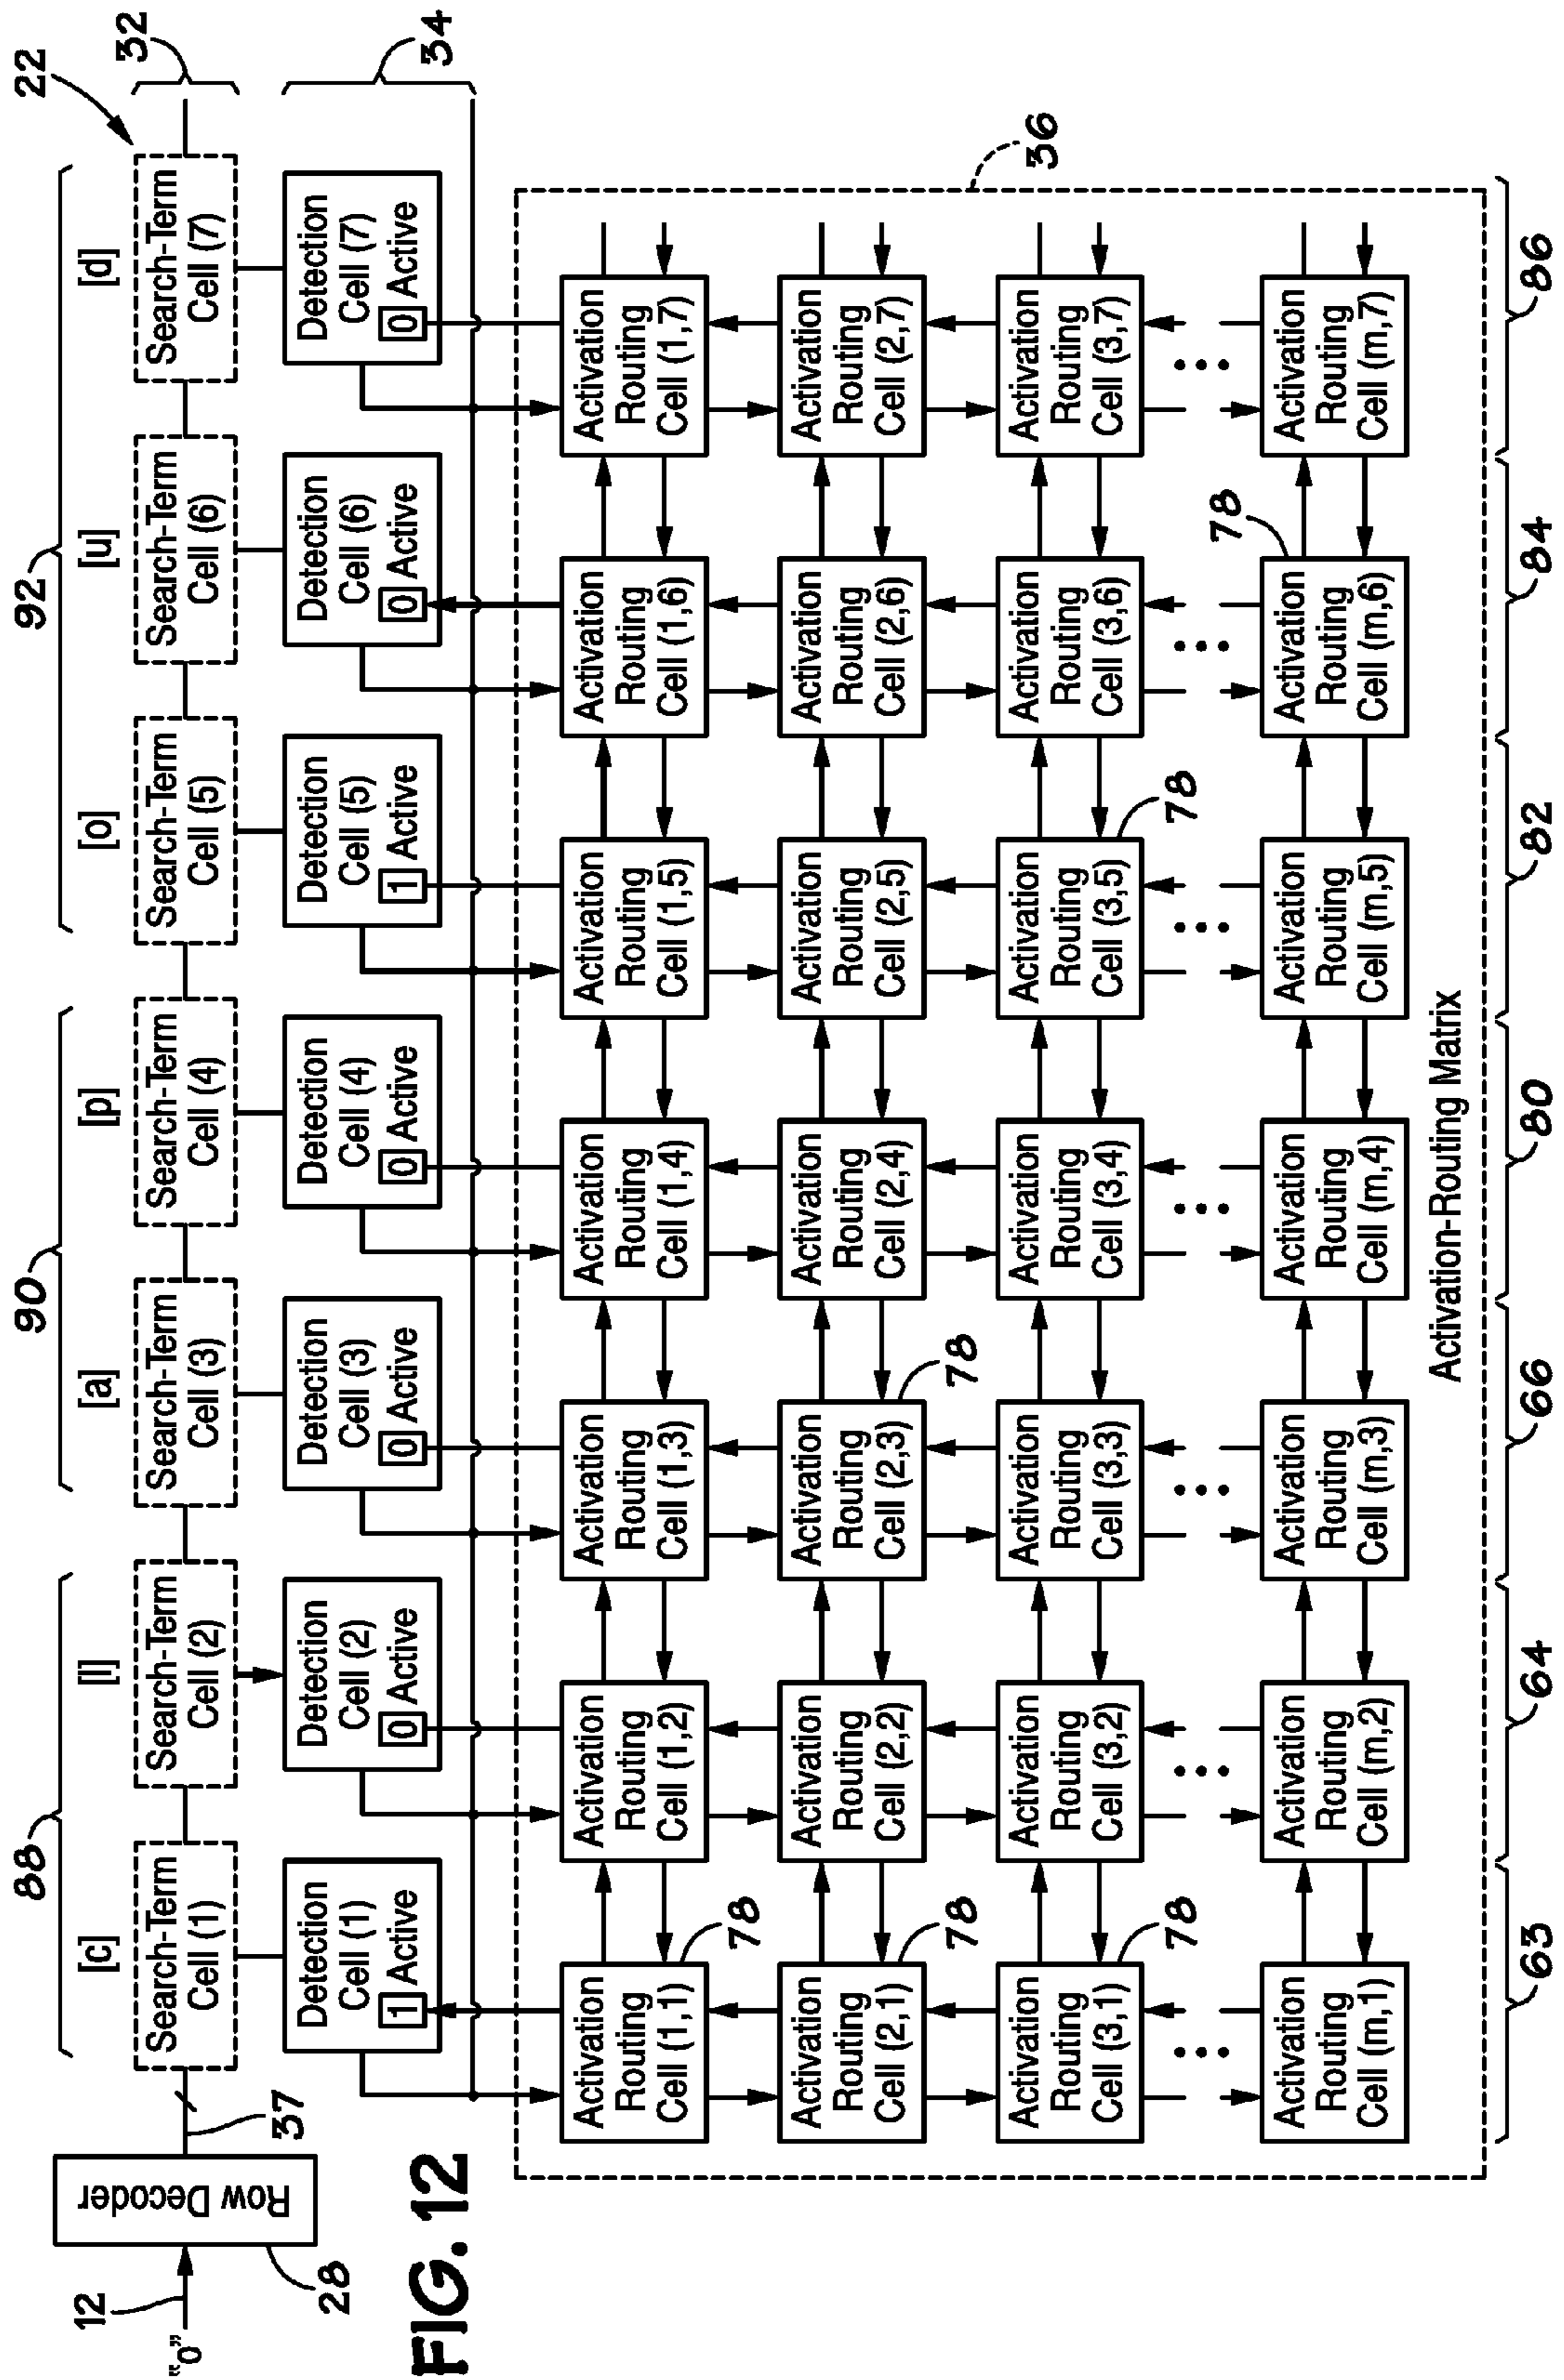 88
90
92
22
[c]
[l]
[a]
[p]
[o]
[u]
[d]
12
"o"
Row Decoder
28
37
Search-Term
Cell (1)
Search-Term
Cell (2)
Search-Term
Cell (3)
Search-Term
Cell (4)
Search-Term
Cell (5)
Search-Term
Cell (6)
Search-Term
Cell (7)
32
Detection
Cell (1)
1 Active
Detection
Cell (2)
0 Active
Detection
Cell (3)
0 Active
Detection
Cell (4)
0 Active
Detection
Cell (5)
1 Active
Detection
Cell (6)
0 Active
Detection
Cell (7)
0 Active
34
FIG. 12
36
Activation
Routing
Cell (1,1)
78
Activation
Routing
Cell (1,2)
Activation
Routing
Cell (1,3)
Activation
Routing
Cell (1,4)
Activation
Routing
Cell (1,5)
Activation
Routing
Cell (1,6)
Activation
Routing
Cell (1,7)
Activation
Routing
Cell (2,1)
78
Activation
Routing
Cell (2,2)
Activation
Routing
Cell (2,3)
78
Activation
Routing
Cell (2,4)
Activation
Routing
Cell (2,5)
Activation
Routing
Cell (2,6)
Activation
Routing
Cell (2,7)
Activation
Routing
Cell (3,1)
78
Activation
Routing
Cell (3,2)
Activation
Routing
Cell (3,3)
Activation
Routing
Cell (3,4)
Activation
Routing
Cell (3,5)
78
Activation
Routing
Cell (3,6)
Activation
Routing
Cell (3,7)
Activation
Routing
Cell (m,1)
Activation
Routing
Cell (m,2)
Activation
Routing
Cell (m,3)
Activation
Routing
Cell (m,4)
Activation
Routing
Cell (m,5)
Activation
Routing
Cell (m,6)
78
Activation
Routing
Cell (m,7)
Activation-Routing Matrix
63
64
66
80
82
84
86